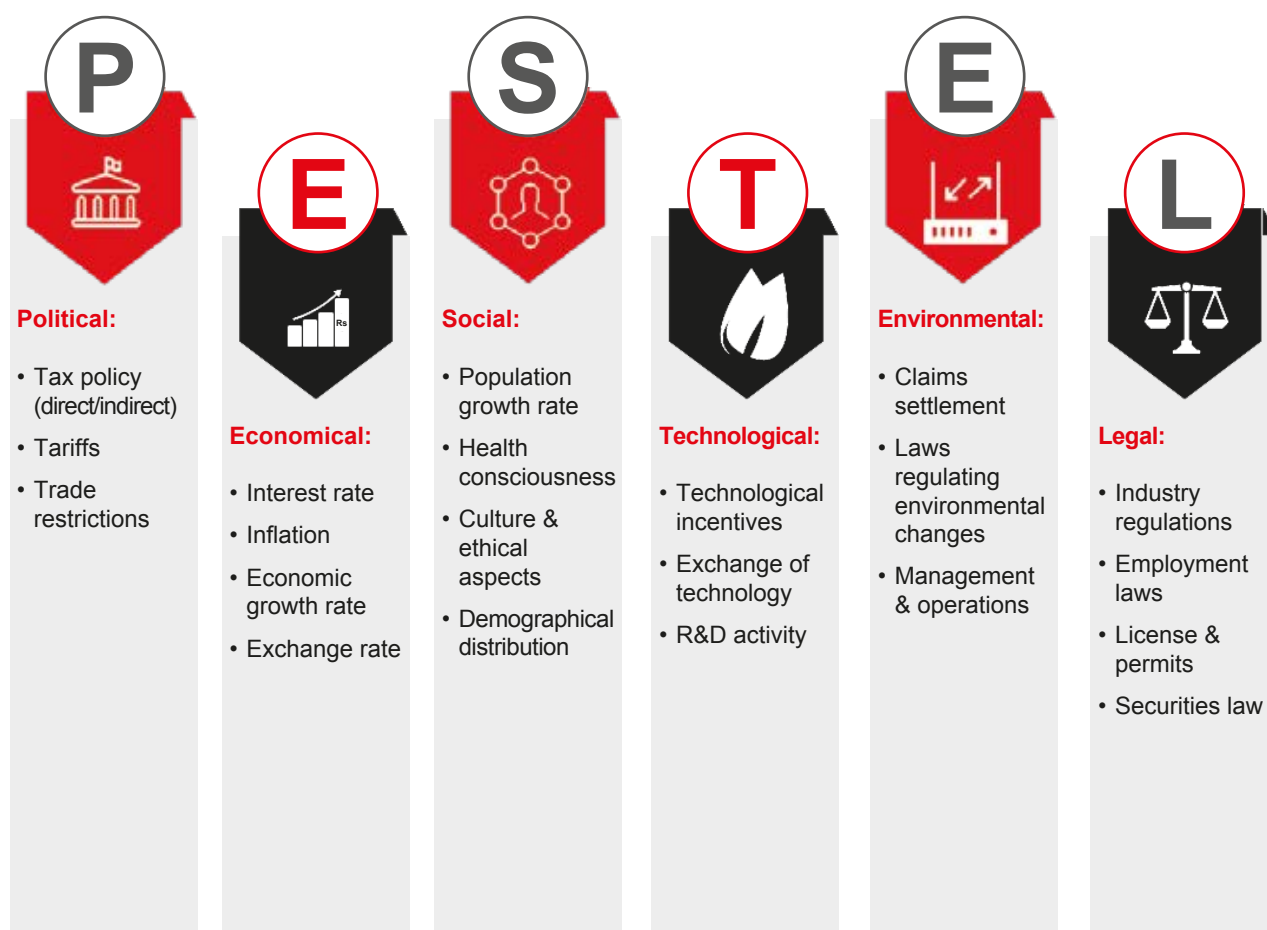 P
Political:
• Tax policy
(direct/indirect)
• Tariffs
• Trade
restrictions
E
Rs
Economical:
• Interest rate
• Inflation
• Economic
growth rate
• Exchange rate
S
Social:
• Population
growth rate
• Health
consciousness
• Culture &
ethical
aspects
• Demographical
distribution
T
Technological:
• Technological
incentives
• Exchange of
technology
• R&D activity
E
Environmental:
• Claims
settlement
• Laws
regulating
environmental
changes
• Management
& operations
L
Legal:
• Industry
regulations
• Employment
laws
• License &
permits
• Securities law